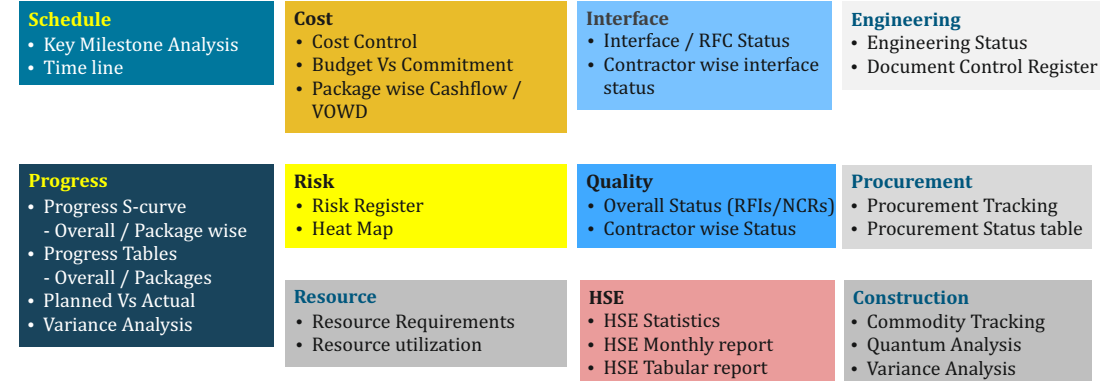 Schedule
• Key Milestone Analysis
• Time line
Cost
• Cost Control
• Budget Vs Commitment
• Package wise Cashflow /
VOWD
Interface
• Interface / RFC Status
• Contractor wise interface
status
Engineering
• Engineering Status
• Document Control Register
Progress
• Progress S-curve
- Overall / Package wise
• Progress Tables
- Overall / Packages
• Planned Vs Actual
• Variance Analysis
Risk
• Risk Register
• Heat Map
Quality
• Overall Status (RFIs/NCRs)
• Contractor wise Status
Procurement
• Procurement Tracking
• Procurement Status table
Resource
• Resource Requirements
• Resource utilization
HSE
• HSE Statistics
• HSE Monthly report
• HSE Tabular report
Construction
• Commodity Tracking
• Quantum Analysis
• Variance Analysis